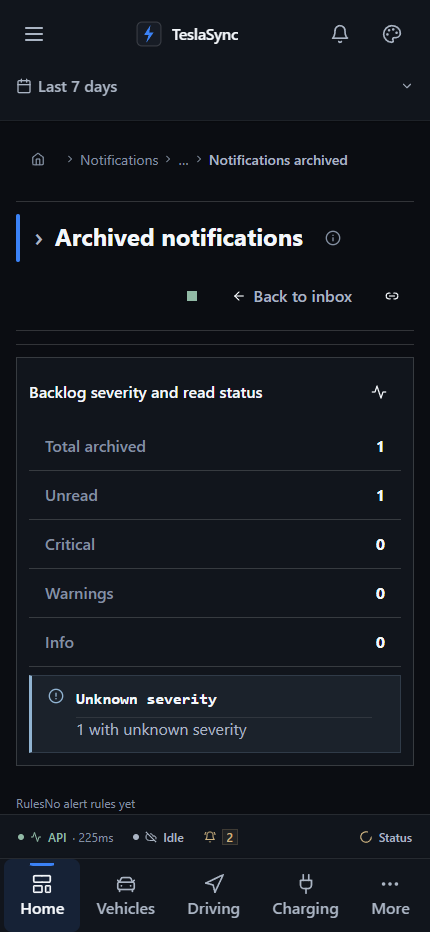 TeslaSync
Last 7 days
Notifications ... Notifications archived
Archived notifications
Back to inbox
Backlog severity and read status
Total archived 1
Unread 1
Critical 0
Warnings 0
Info 0
Unknown severity
1 with unknown severity
RulesNo alert rules yet
API · 225ms Idle 2 Status
Home Vehicles Driving Charging More